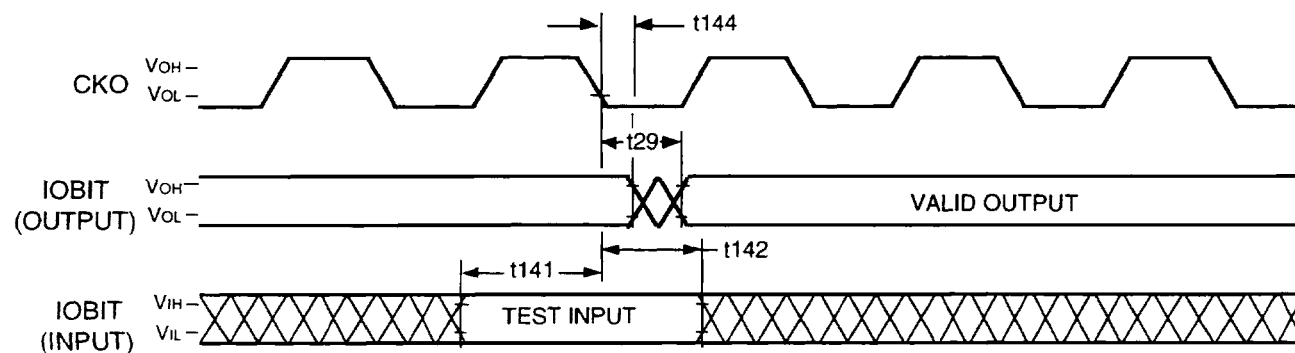 t144
CKO
VOH
VOL
t29
IOBIT
(OUTPUT)
VOH
VOL
VALID OUTPUT
t142
t141
IOBIT
(INPUT)
VIH
VIL
TEST INPUT